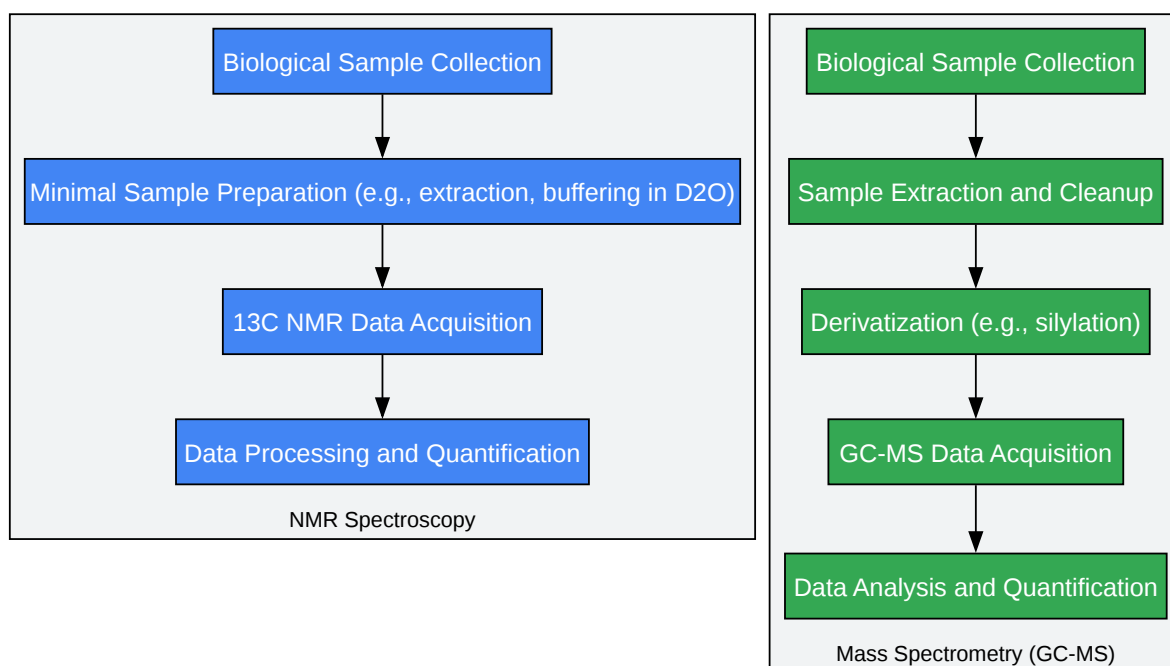 Biological Sample Collection
Minimal Sample Preparation (e.g., extraction, buffering in D2O)
13C NMR Data Acquisition
Data Processing and Quantification
NMR Spectroscopy
Biological Sample Collection
Sample Extraction and Cleanup
Derivatization (e.g., silylation)
GC-MS Data Acquisition
Data Analysis and Quantification
Mass Spectrometry (GC-MS)